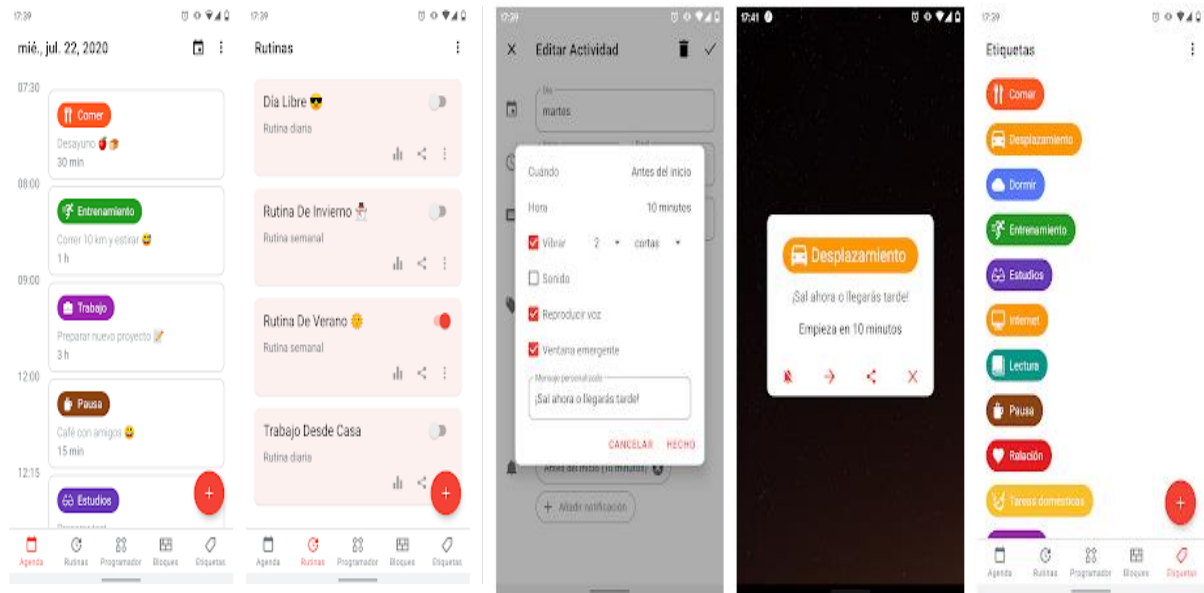 17:39
mié., jul. 22, 2020
07:30
Comer
Desayuno 🍎🍞
30 min
08:00
Entrenamiento
Correr 10 km y estirar 😅
1 h
09:00
Trabajo
Preparar nuevo proyecto 📝
3 h
12:00
Pausa
Café con amigos 😃
15 min
12:15
Estudios
+
Agenda Rutinas Programador Bloques Etiquetas
17:39
Rutinas
Día Libre 😎
Rutina diaria
Rutina De Invierno ⛄
Rutina semanal
Rutina De Verano 🌞
Rutina semanal
Trabajo Desde Casa
Rutina diaria
+
Agenda Rutinas Programador Bloques Etiquetas
17:39
Editar Actividad
Día
martes
Cuándo Antes del inicio
Hora 10 minutos
Vibrar 2 cortas
Sonido
Reproducir voz
Ventana emergente
Mensaje personalizado
¡Sal ahora o llegarás tarde!
CANCELAR HECHO
Antes del inicio (10 minutos)
+ Añadir notificación
17:41
Desplazamiento
¡Sal ahora o llegarás tarde!
Empieza en 10 minutos
17:39
Etiquetas
Comer
Desplazamiento
Dormir
Entrenamiento
Estudios
Internet
Lectura
Pausa
Relación
Tareas domésticas
+
Agenda Rutinas Programador Bloques Etiquetas